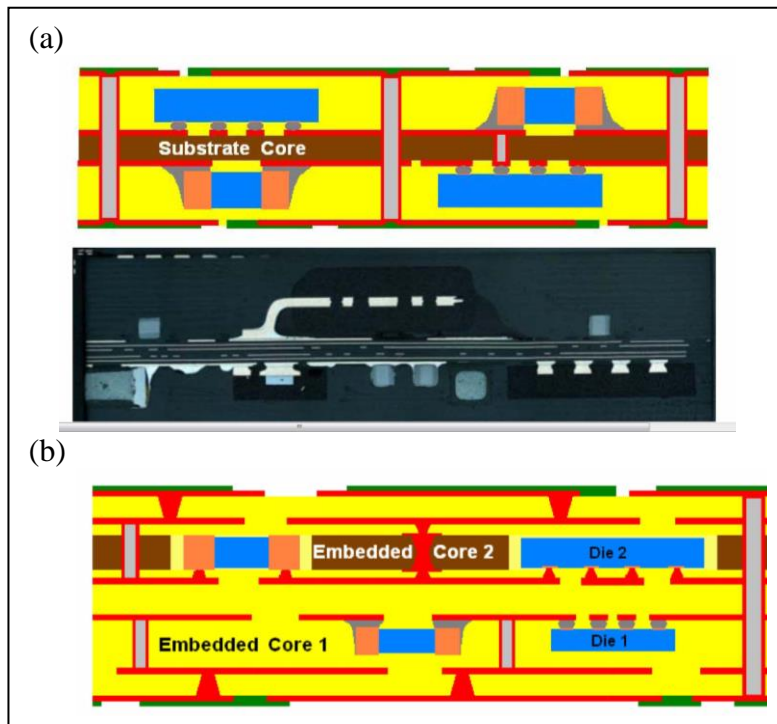 (a)
Substrate Core
(b)
Embedded Core 2
Die 2
Embedded Core 1
Die 1